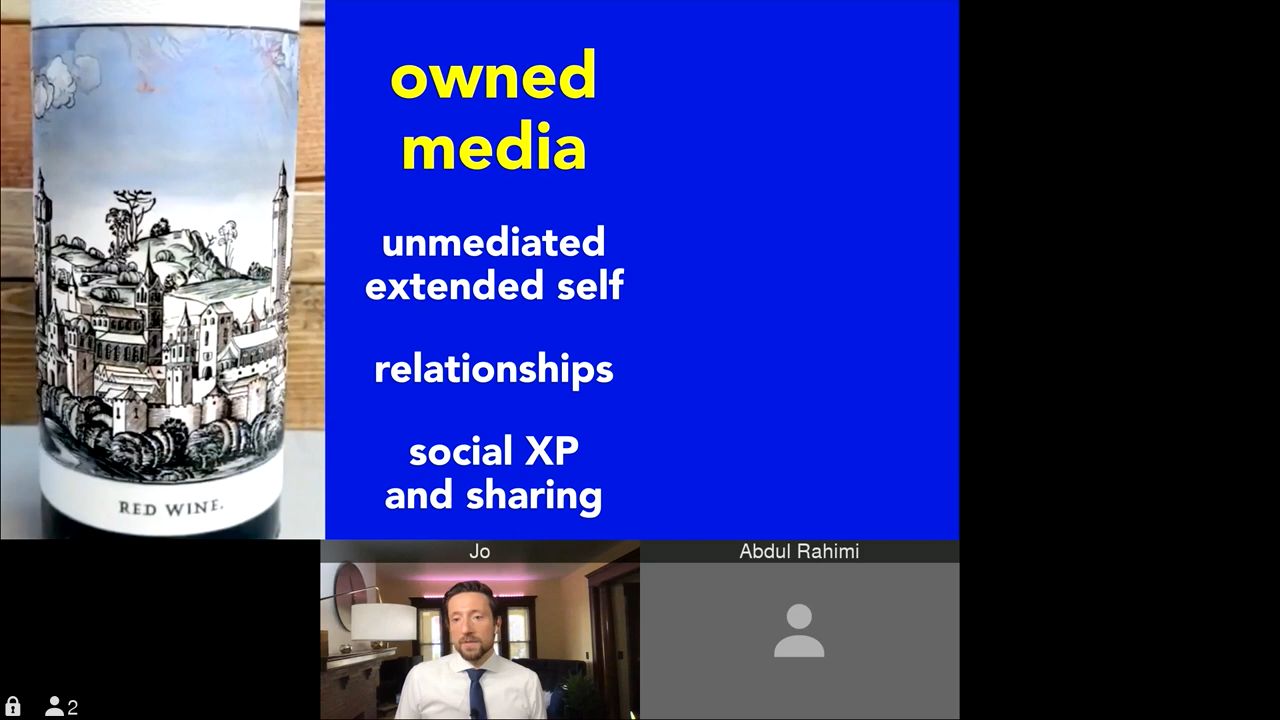 owned
media
unmediated
extended self
relationships
social XP
and sharing
RED WINE.
Jo
Abdul Rahimi
2